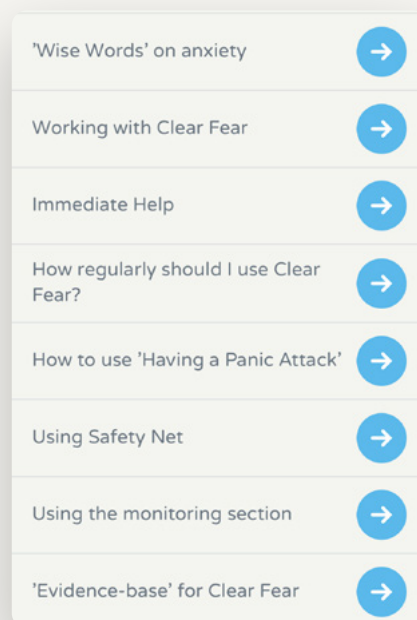 'Wise Words' on anxiety
Working with Clear Fear
Immediate Help
How regularly should I use Clear
Fear?
How to use 'Having a Panic Attack'
Using Safety Net
Using the monitoring section
'Evidence-base' for Clear Fear